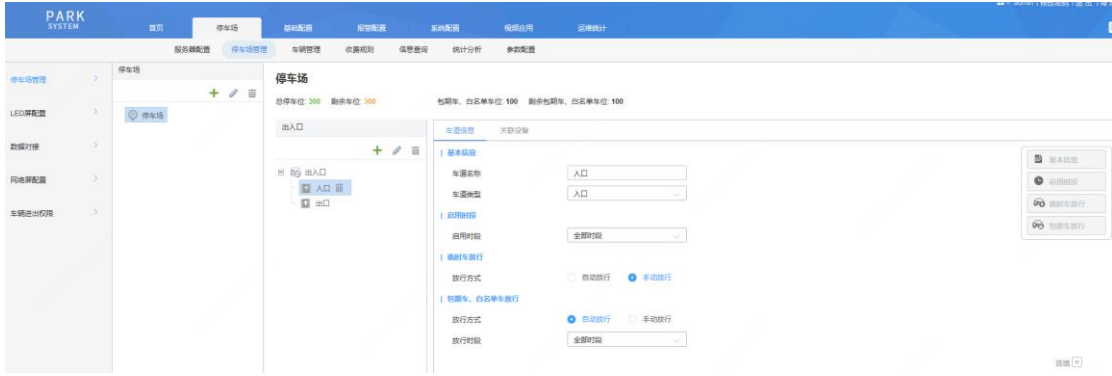 PARK
SYSTEM
首页 停车场 基础配置 报警配置 系统配置 视频应用 运维统计
服务器配置 停车场管理 车辆管理 收费规则 信息查询 统计分析 参数配置
停车场管理
LED屏配置
数据对接
网络屏配置
车辆进出权限
停车场
停车场
停车场
总停车位: 300 剩余车位: 300 包期车、白名单车位: 100 剩余包期车、白名单车位: 100
出入口
出入口
入口
出口
车道信息 关联设备
基本信息
车道名称 入口
车道类型 入口
启用时段
启用时段 全部时段
临时车放行
放行方式 自动放行 手动放行
包期车、白名单车放行
放行方式 自动放行 手动放行
放行时段 全部时段
基本信息
启用时段
临时车放行
包期车放行